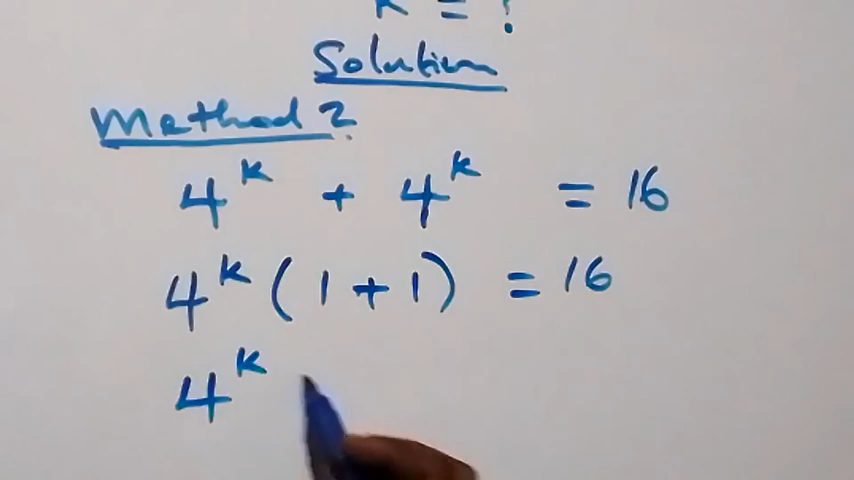 k = ?
Solution
Method 2
4^k + 4^k = 16
4^k (1 + 1) = 16
4^k